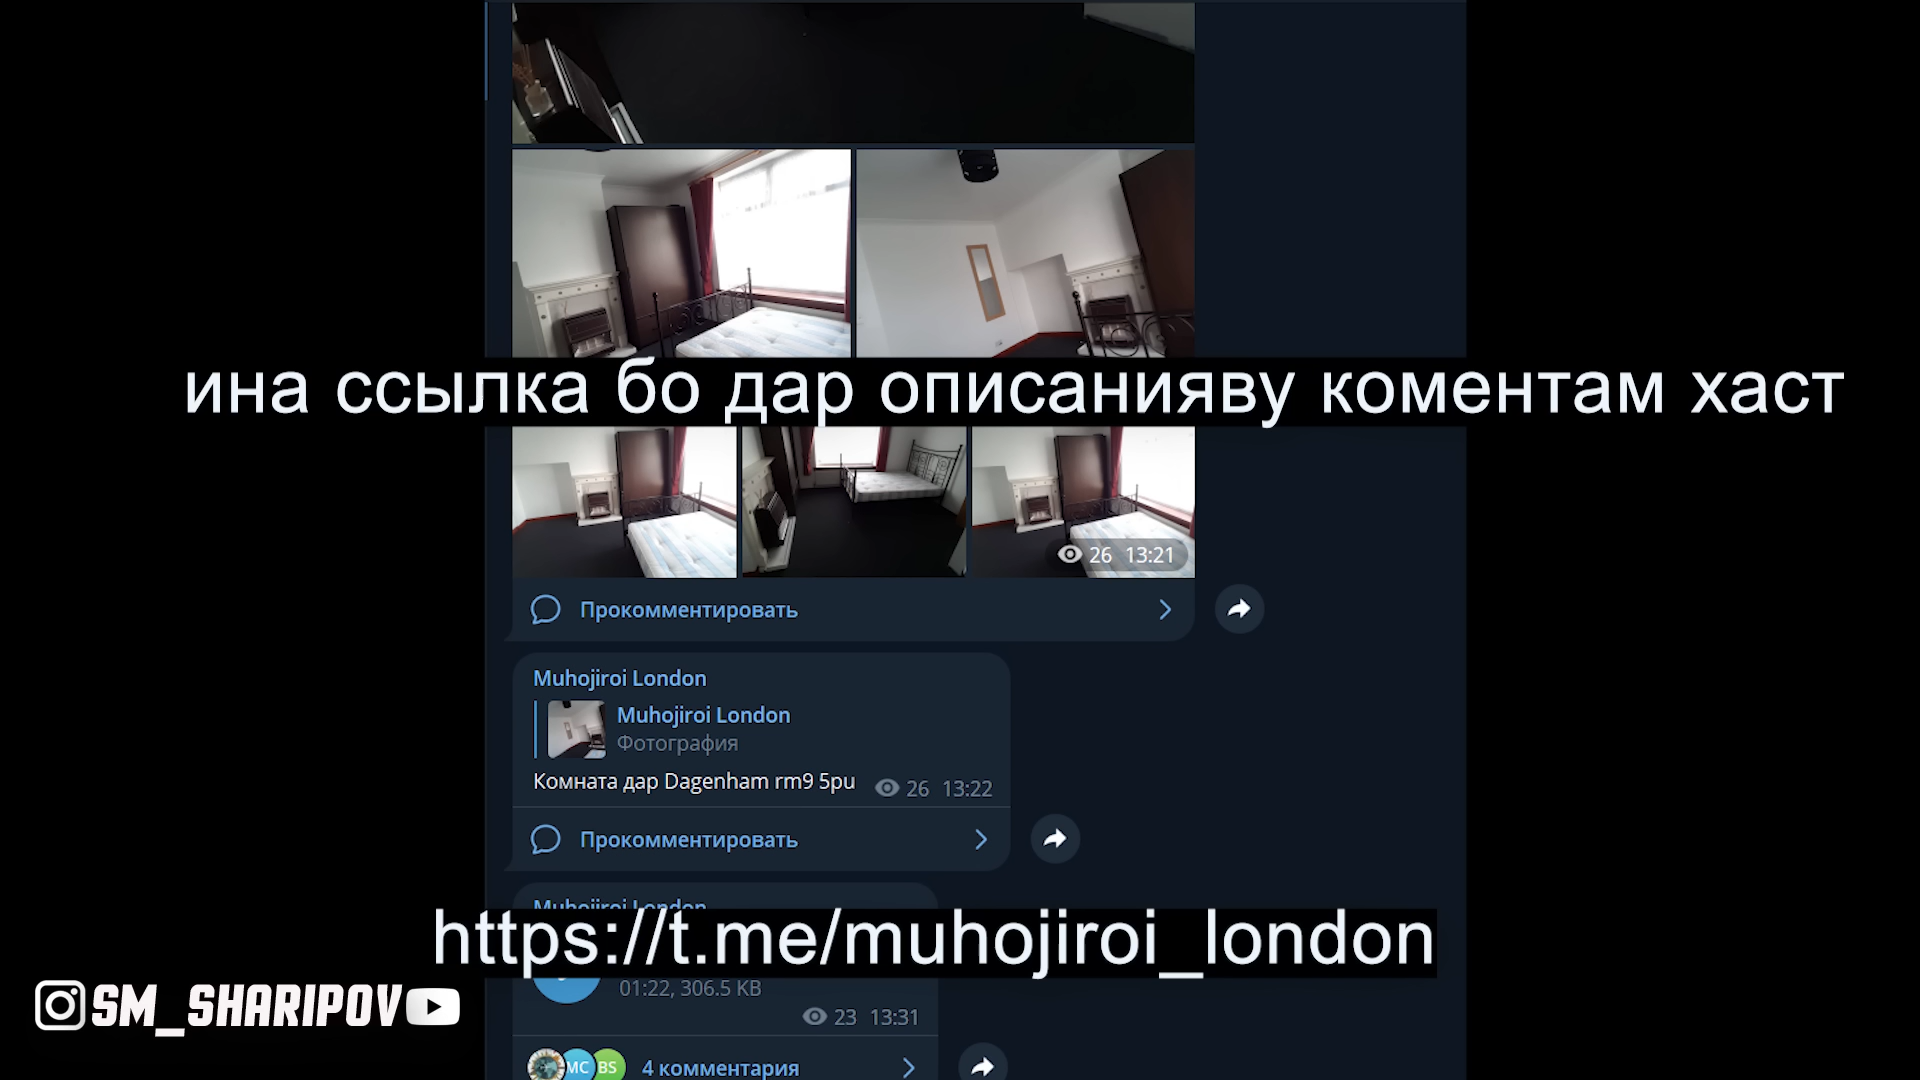 ина ссылка бо дар описанияву коментам хаст
26 13:21
Прокомментировать
Muhojiroi London
Muhojiroi London
Фотография
Комната дар Dagenham rm9 5pu 26 13:22
Прокомментировать
Muhojiroi London
https://t.me/muhojiroi_london
01:22, 306.5 KB
23 13:31
SM_SHARIPOV
MC BS 4 комментария